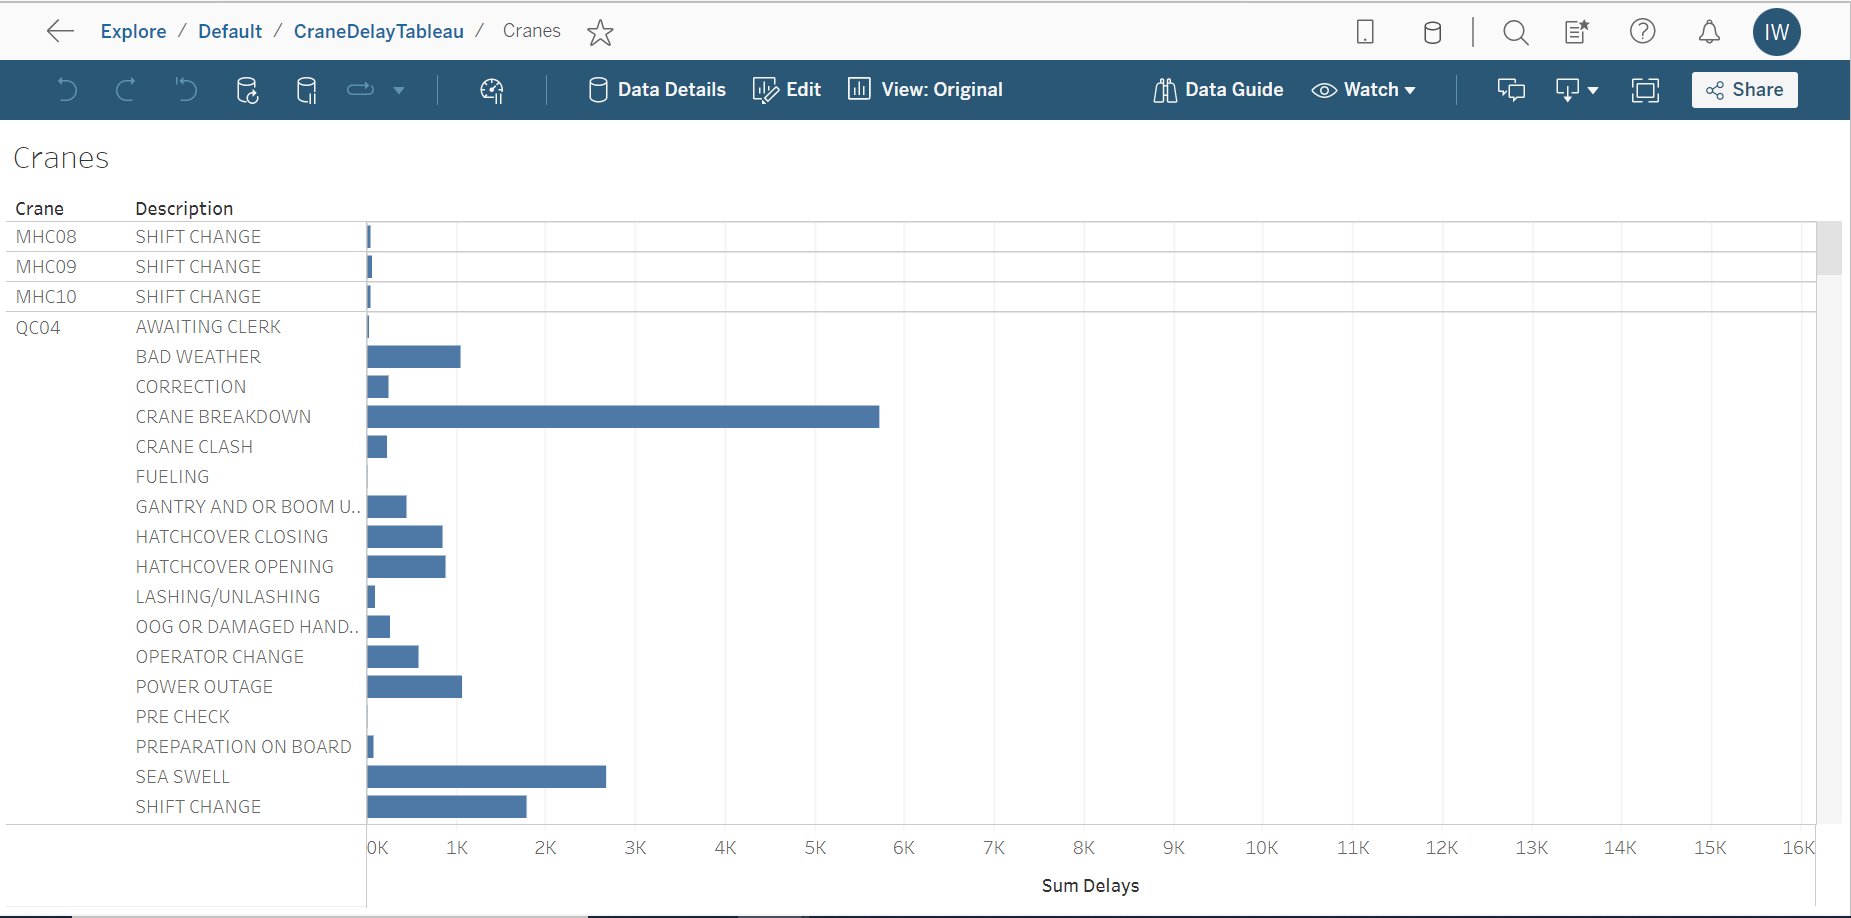 Explore / Default / CraneDelayTableau / Cranes
IW
Data Details Edit View: Original Data Guide Watch Share
Cranes
Crane Description
MHC08 SHIFT CHANGE
MHC09 SHIFT CHANGE
MHC10 SHIFT CHANGE
QC04 AWAITING CLERK
BAD WEATHER
CORRECTION
CRANE BREAKDOWN
CRANE CLASH
FUELING
GANTRY AND OR BOOM U..
HATCHCOVER CLOSING
HATCHCOVER OPENING
LASHING/UNLASHING
OOG OR DAMAGED HAND..
OPERATOR CHANGE
POWER OUTAGE
PRE CHECK
PREPARATION ON BOARD
SEA SWELL
SHIFT CHANGE
0K 1K 2K 3K 4K 5K 6K 7K 8K 9K 10K 11K 12K 13K 14K 15K 16K
Sum Delays